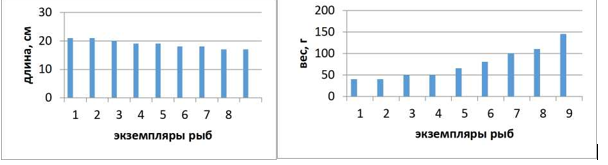 30
20
10
0
длина, см
1 2 3 4 5 6 7 8
экземпляры рыб
200
150
100
50
0
вес, г
1 2 3 4 5 6 7 8 9
экземпляры рыб